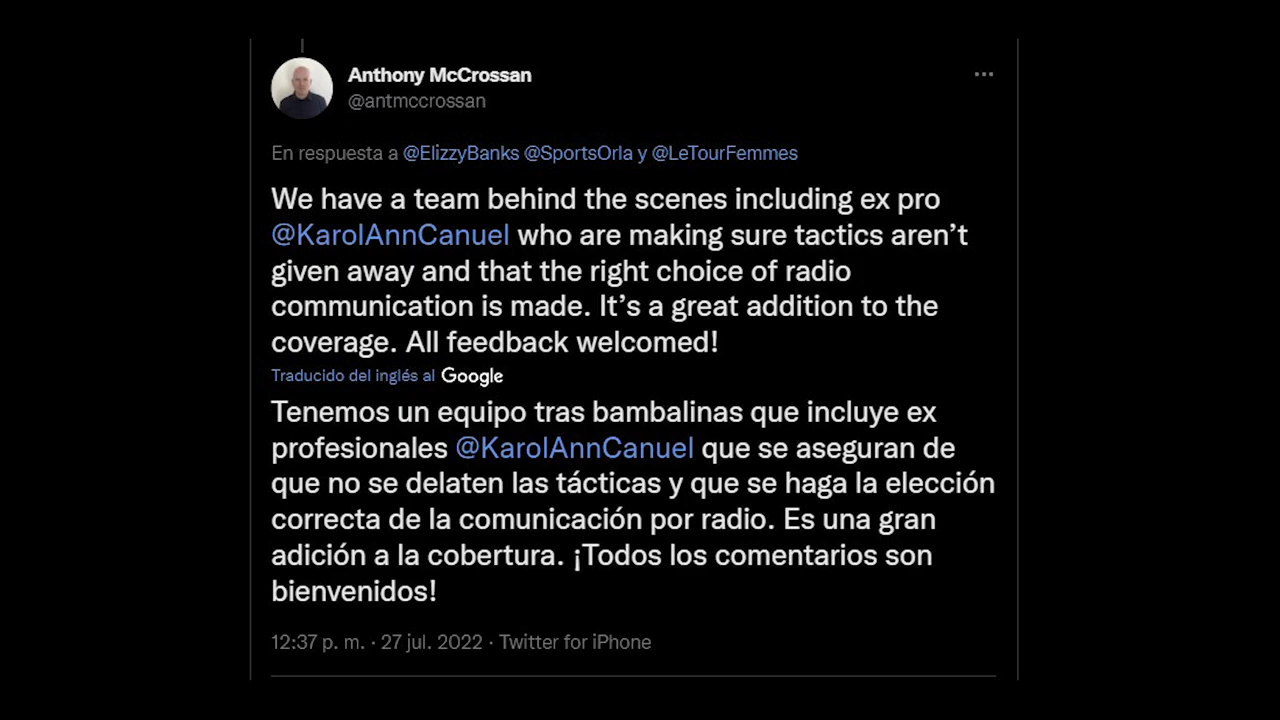 Anthony McCrossan
@antmccrossan
En respuesta a @ElizzyBanks @SportsOrla y @LeTourFemmes
We have a team behind the scenes including ex pro
@KarolAnnCanuel who are making sure tactics aren’t
given away and that the right choice of radio
communication is made. It’s a great addition to the
coverage. All feedback welcomed!
Traducido del inglés al Google
Tenemos un equipo tras bambalinas que incluye ex
profesionales @KarolAnnCanuel que se aseguran de
que no se delaten las tácticas y que se haga la elección
correcta de la comunicación por radio. Es una gran
adición a la cobertura. ¡Todos los comentarios son
bienvenidos!
12:37 p. m. · 27 jul. 2022 · Twitter for iPhone